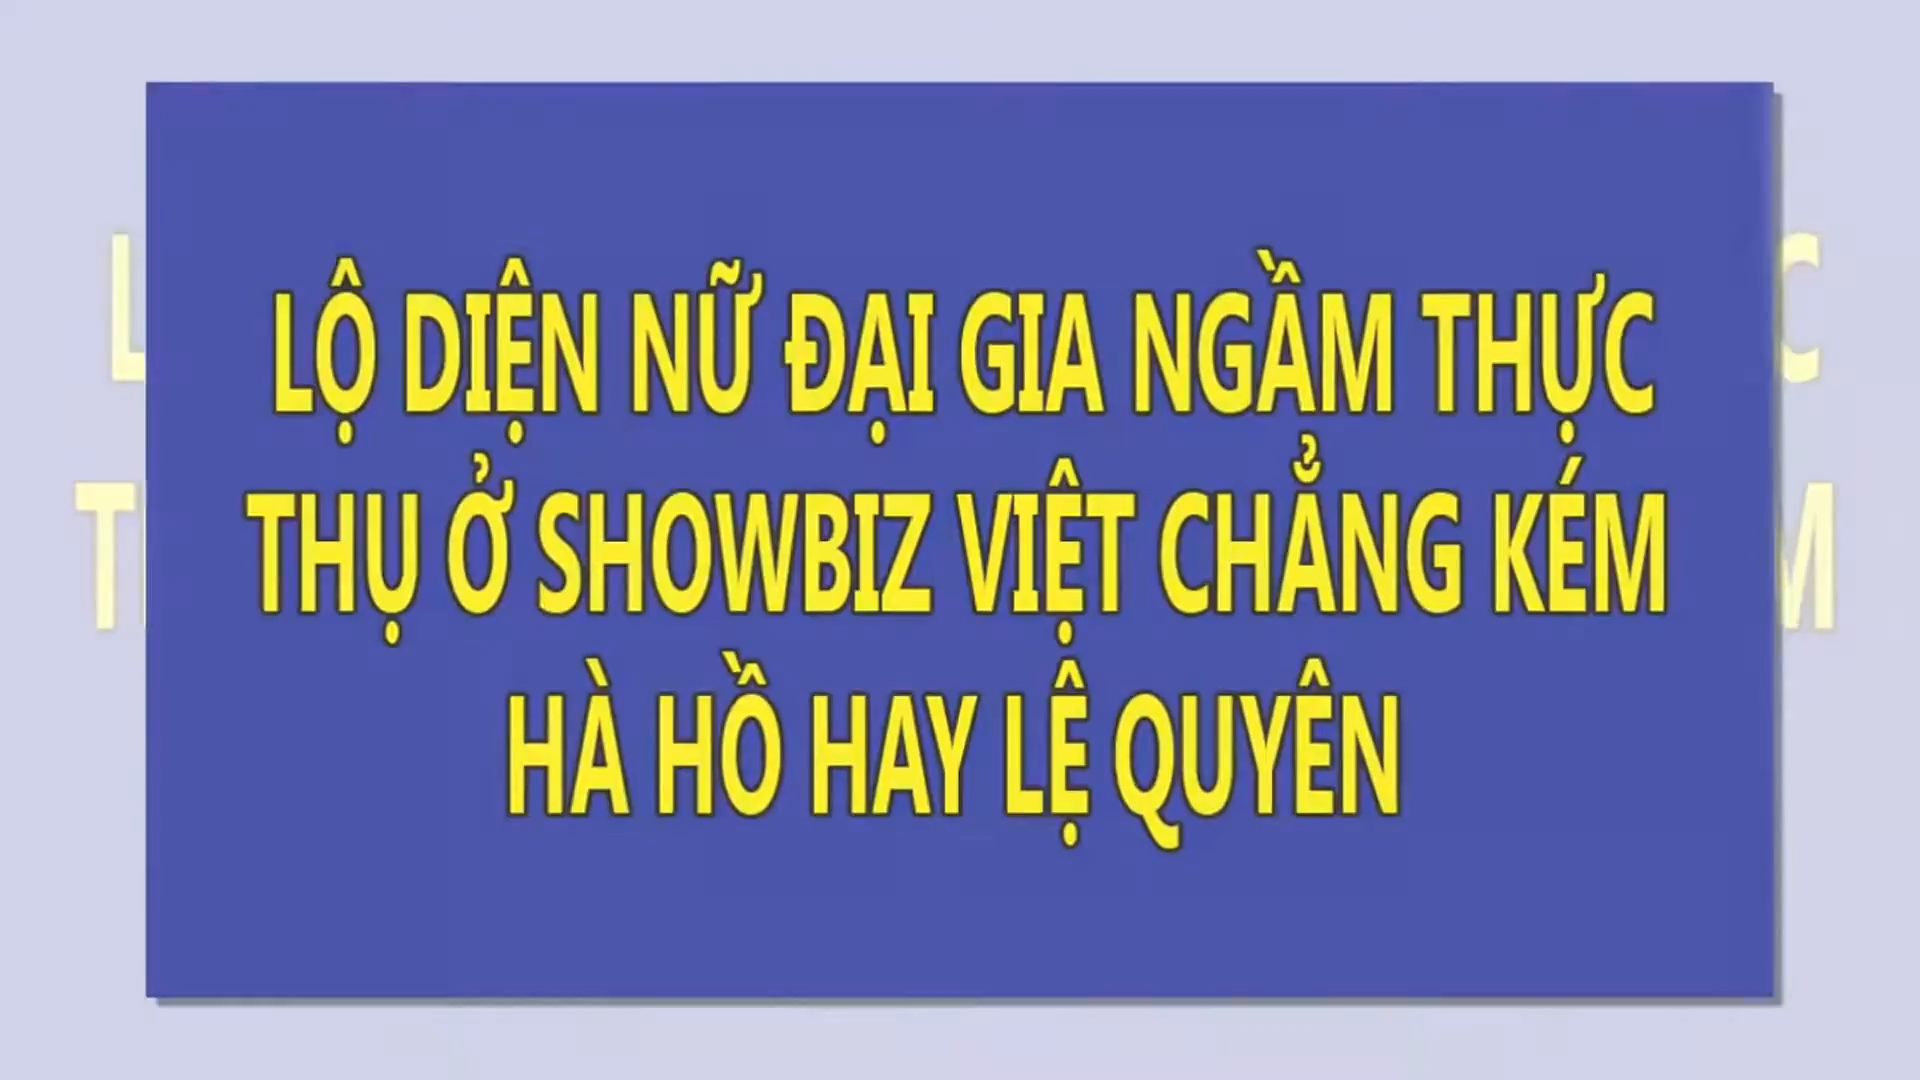 LỘ DIỆN NỮ ĐẠI GIA NGẦM THỰC
THỤ Ở SHOWBIZ VIỆT CHẲNG KÉM
HÀ HỒ HAY LỆ QUYÊN